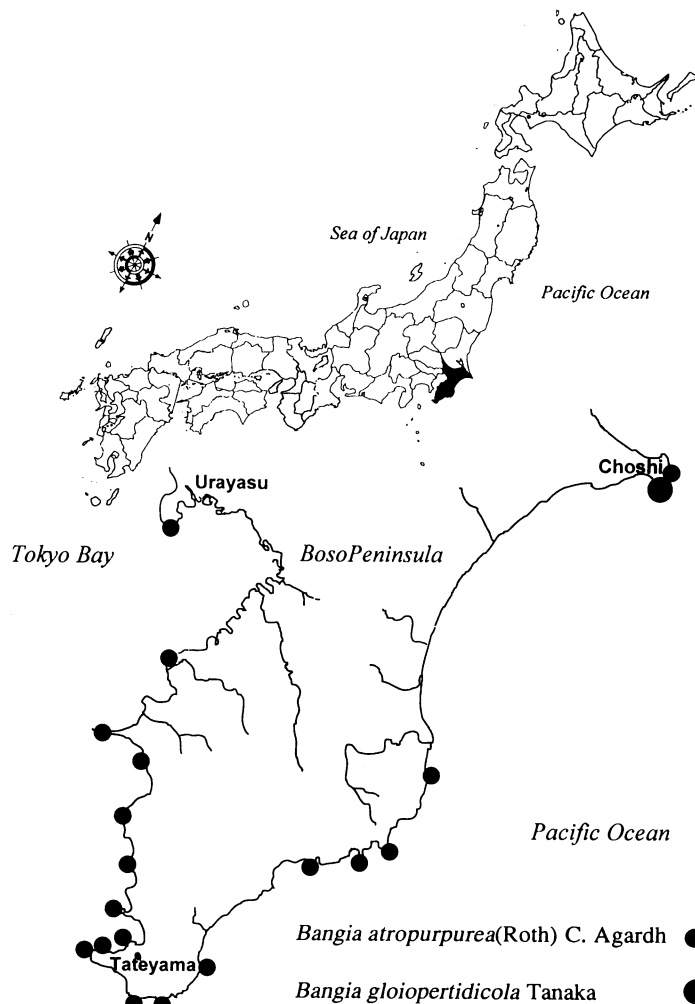 Sea of Japan
N
Pacific Ocean
Choshi
Urayasu
Tokyo Bay
BosoPeninsula
Pacific Ocean
Bangia atropurpurea(Roth) C. Agardh
Tateyama
Bangia gloiopertidicola Tanaka